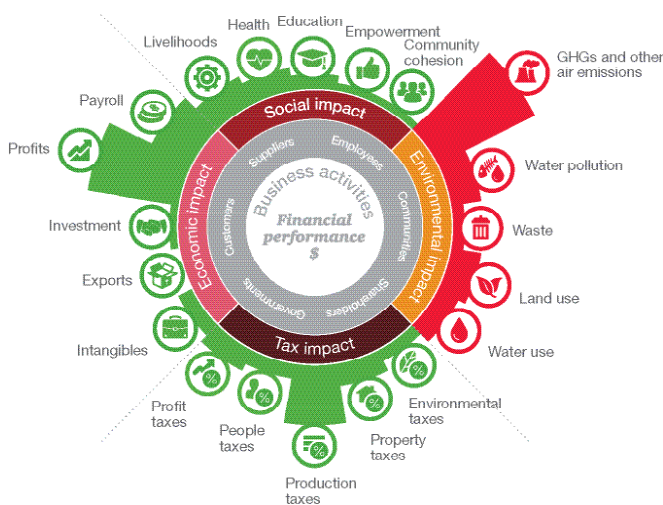 Education
Health
Empowerment
Livelihoods
Community
cohesion
GHGs and other
air emissions
Payroll
Social impact
Profits
Water pollution
Suppliers
Employees
Economic impact
Environmental impact
Business activities
Investment
Customers
Financial
performance
$
Communities
Waste
Exports
Land use
Governments
Shareholders
Intangibles
Tax impact
Water use
Profit
taxes
People
taxes
Production
taxes
Property
taxes
Environmental
taxes
%
%
%
%
%